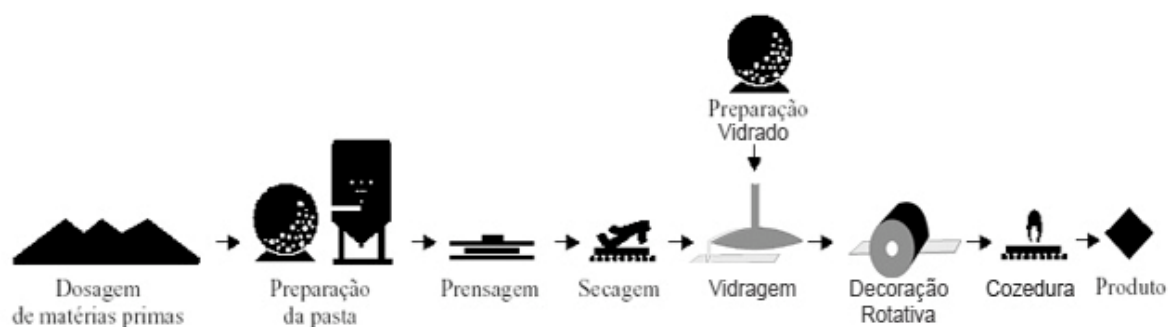 Preparação
Vidrado
Dosagem
de matérias primas
Preparação
da pasta
Prensagem
Secagem
Vidragem
Decoração
Rotativa
Cozedura
Produto